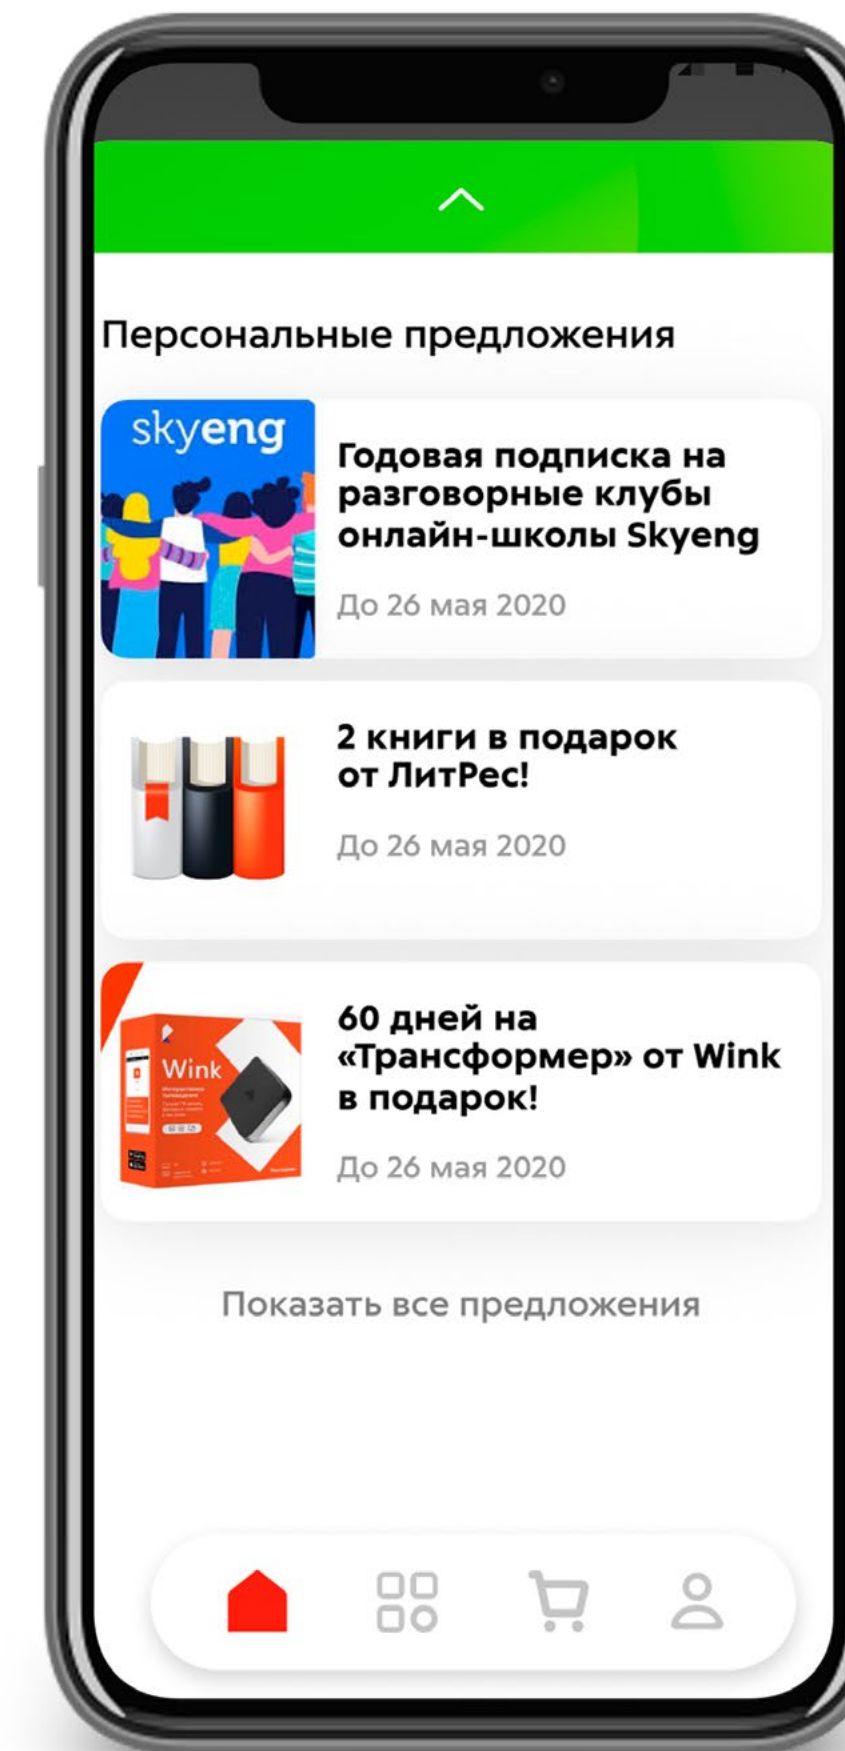 Персональные предложения
skyeng
Годовая подписка на
разговорные клубы
онлайн-школы Skyeng
До 26 мая 2020
2 книги в подарок
от ЛитРес!
До 26 мая 2020
Wink
60 дней на
«Трансформер» от Wink
в подарок!
До 26 мая 2020
Показать все предложения